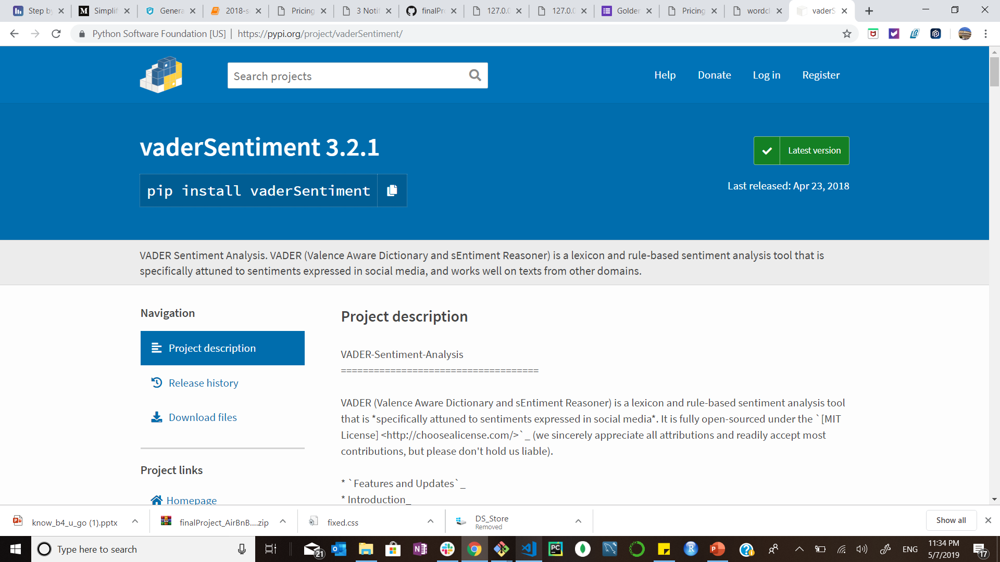 Step by
Simplif
Genera
2018-s
Pricing
3 Notif
finalPro
127.0.0
127.0.0
Golden
Pricing
wordcl
vaderS
Python Software Foundation [US] | https://pypi.org/project/vaderSentiment/
Search projects
Help
Donate
Log in
Register
vaderSentiment 3.2.1
Latest version
pip install vaderSentiment
Last released: Apr 23, 2018
VADER Sentiment Analysis. VADER (Valence Aware Dictionary and sEntiment Reasoner) is a lexicon and rule-based sentiment analysis tool that is
specifically attuned to sentiments expressed in social media, and works well on texts from other domains.
Navigation
Project description
Release history
Download files
Project links
Homepage
Project description
VADER-Sentiment-Analysis
====================================
VADER (Valence Aware Dictionary and sEntiment Reasoner) is a lexicon and rule-based sentiment analysis tool
that is *specifically attuned to sentiments expressed in social media*. It is fully open-sourced under the `[MIT
License] <http://choosealicense.com/>`_ (we sincerely appreciate all attributions and readily accept most
contributions, but please don't hold us liable).
* `Features and Updates`_
* Introduction_
know_b4_u_go (1).pptx
finalProject_AirBnB....zip
fixed.css
DS_Store
Removed
Show all
Type here to search
21
ENG
11:34 PM
5/7/2019
17